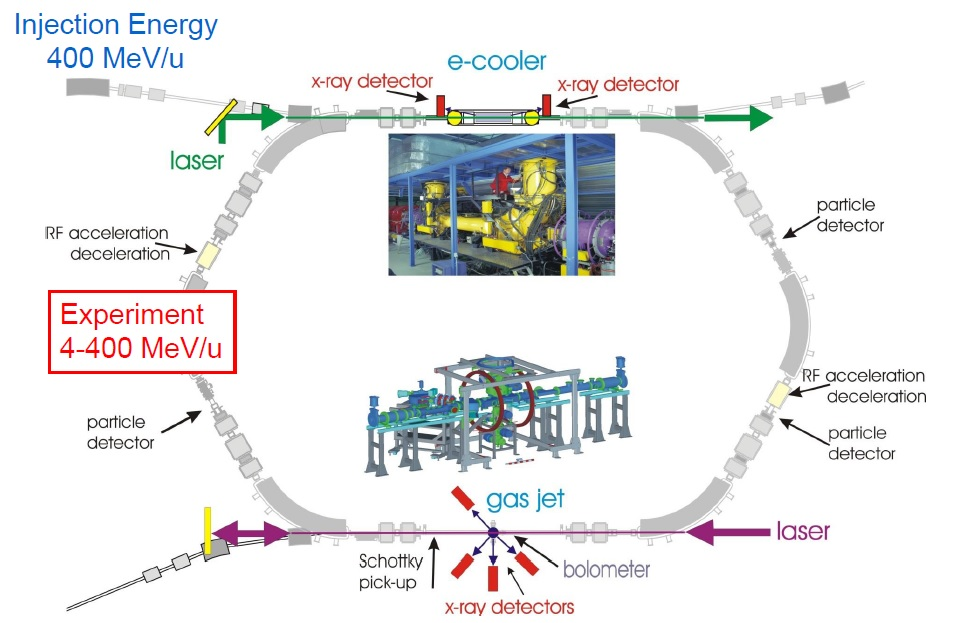 Injection Energy
400 MeV/u
e-cooler
x-ray detector
x-ray detector
laser
particle
detector
RF acceleration
deceleration
Experiment
4-400 MeV/u
RF acceleration
deceleration
particle
detector
particle
detector
gas jet
laser
Schottky
pick-up
bolometer
x-ray detectors